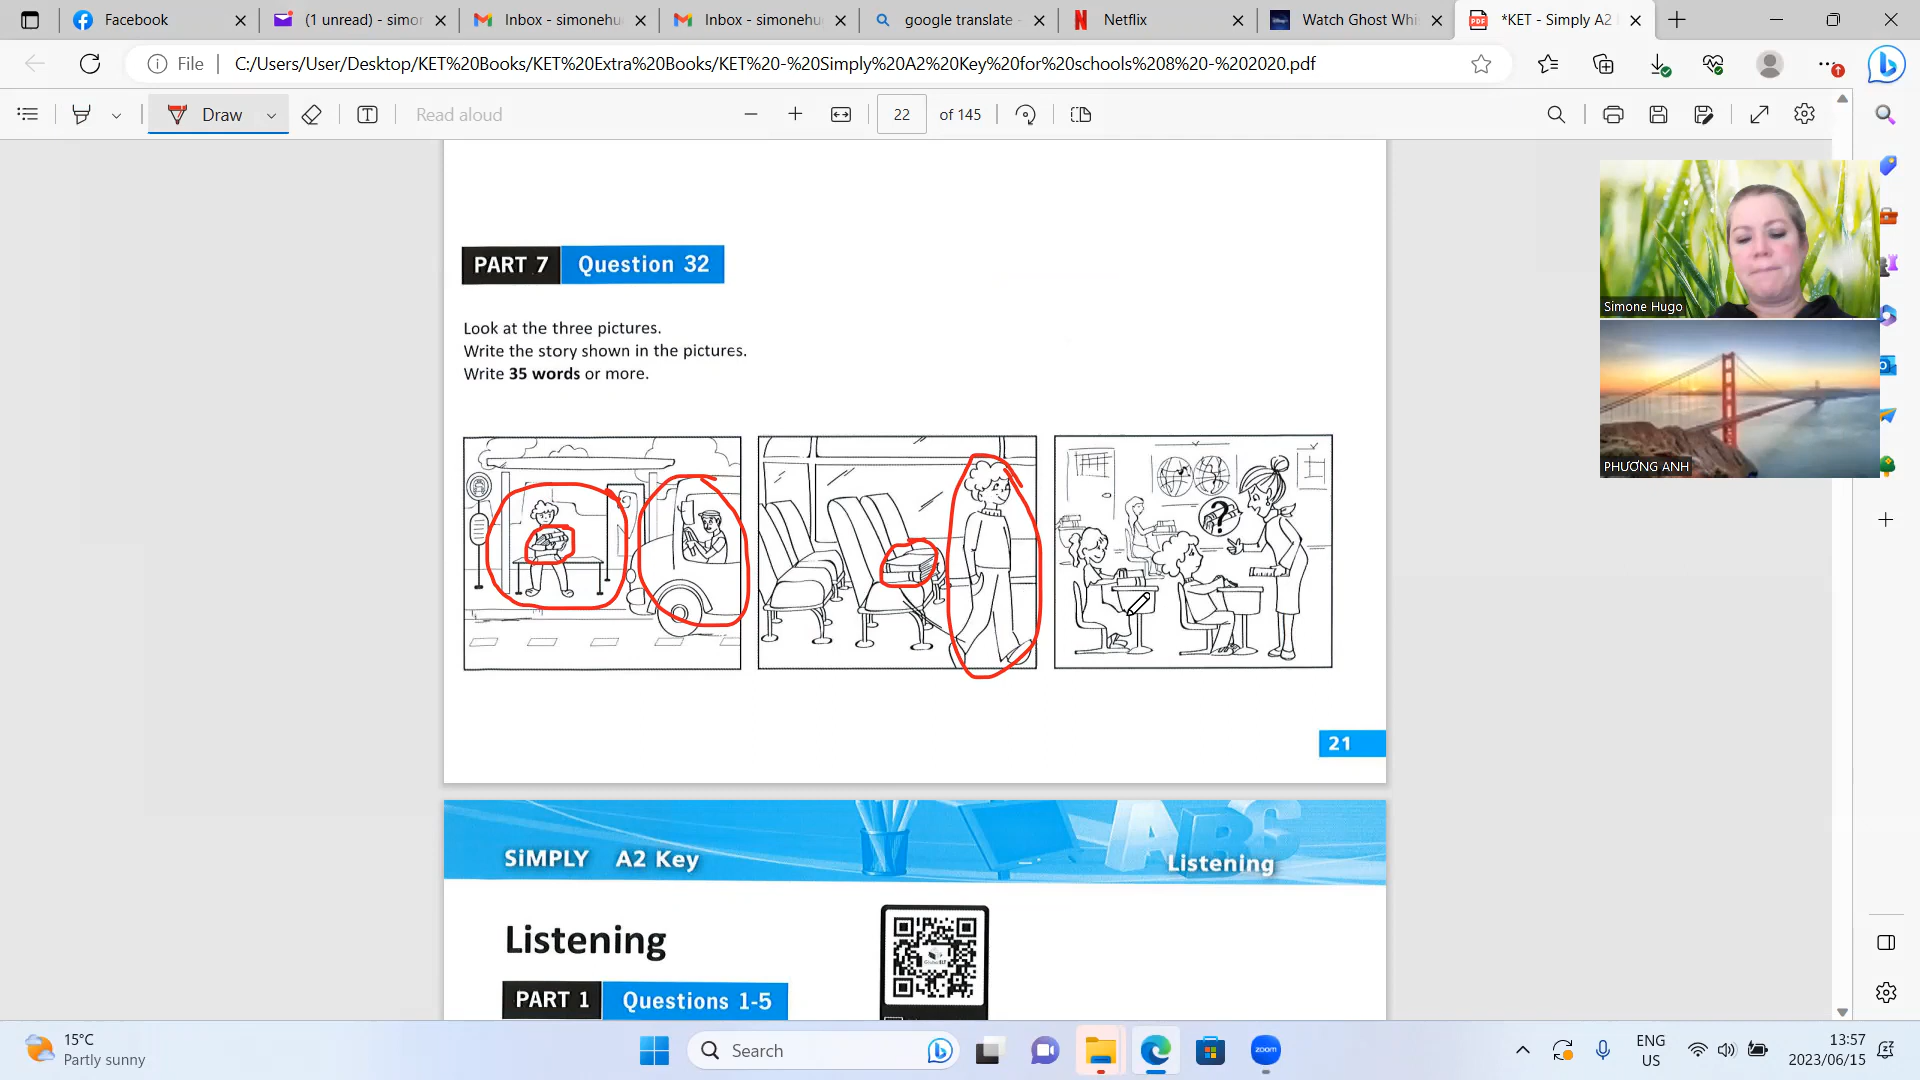 Facebook
(1 unread) - simor
Inbox - simonehu
Inbox - simonehu
google translate -
Netflix
Watch Ghost Whi
*KET - Simply A2
File
C:/Users/User/Desktop/KET%20Books/KET%20Extra%20Books/KET%20-%20Simply%20A2%20Key%20for%20schools%208%20-%202020.pdf
Draw
Read aloud
22
of 145
PART 7 Question 32
Look at the three pictures.
Write the story shown in the pictures.
Write 35 words or more.
?
21
SiMPLY A2 Key
ABC
Listening
Listening
PART 1 Questions 1-5
Simone Hugo
PHƯƠNG ANH
15°C
Partly sunny
Search
zoom
ENG
US
13:57
2023/06/15